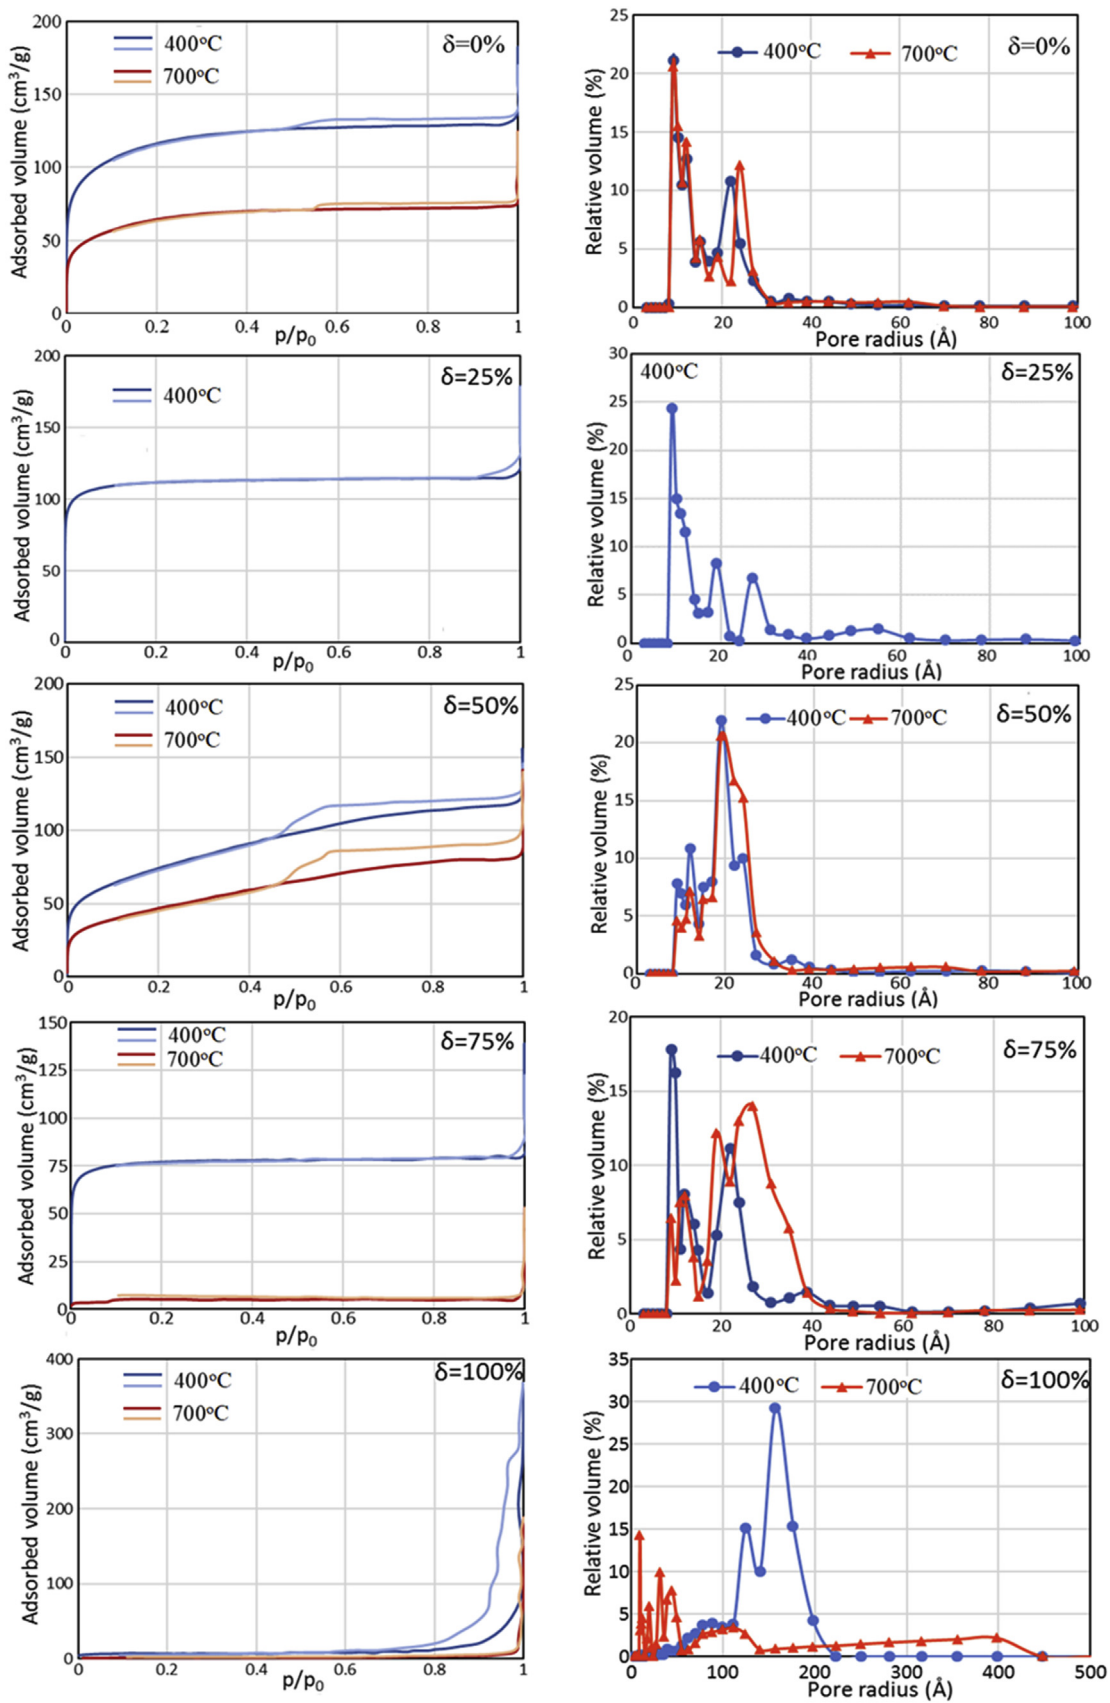 Adsorbed volume (cm³/g)
200
150
100
50
0
400°C
700°C
δ=0%
0 0.2 0.4 0.6 0.8 1
p/p₀
Relative volume (%)
25
20
15
10
5
0
400°C 700°C
δ=0%
0 20 40 60 80 100
Pore radius (Å)
Adsorbed volume (cm³/g)
200
150
100
50
0
400°C
δ=25%
0 0.2 0.4 0.6 0.8 1
p/p₀
Relative volume (%)
30
25
20
15
10
5
0
400°C
δ=25%
0 20 40 60 80 100
Pore radius (Å)
Adsorbed volume (cm³/g)
200
150
100
50
0
400°C
700°C
δ=50%
0 0.2 0.4 0.6 0.8 1
p/p₀
Relative volume (%)
25
20
15
10
5
0
400°C 700°C
δ=50%
0 20 40 60 80 100
Pore radius (Å)
Adsorbed volume (cm³/g)
150
125
100
75
50
25
0
400°C
700°C
δ=75%
0 0.2 0.4 0.6 0.8 1
p/p₀
Relative volume (%)
20
15
10
5
0
400°C 700°C
δ=75%
0 20 40 60 80 100
Pore radius (Å)
Adsorbed volume (cm³/g)
400
300
200
100
0
400°C
700°C
δ=100%
0 0.2 0.4 0.6 0.8 1
p/p₀
Relative volume (%)
35
30
25
20
15
10
5
0
400°C 700°C
δ=100%
0 100 200 300 400 500
Pore radius (Å)